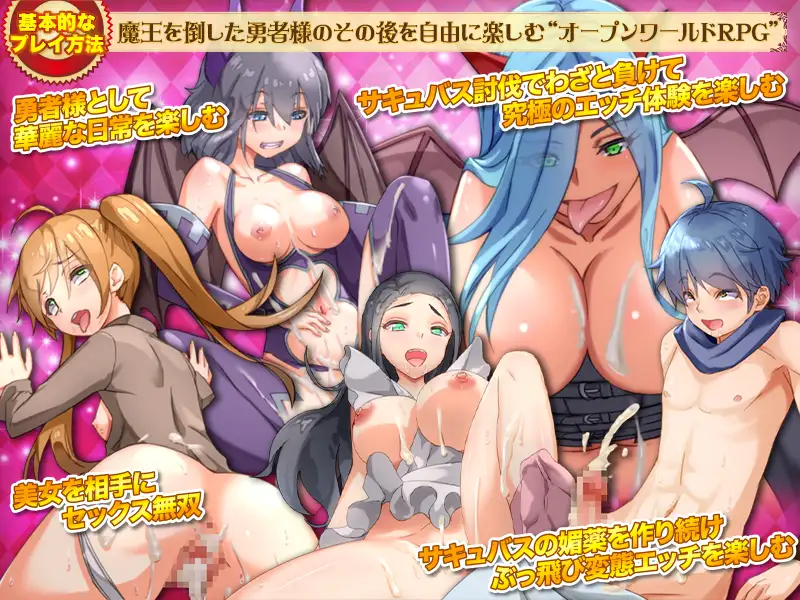 基本的な
プレイ方法
魔王を倒した勇者様のその後を自由に楽しむ“オープンワールドRPG”
勇者様として
華麗な日常を楽しむ
サキュバス討伐でわざと負けて
究極のエッチ体験を楽しむ
美女を相手に
セックス無双
サキュバスの媚薬を作り続け
ぶっ飛び変態エッチを楽しむ